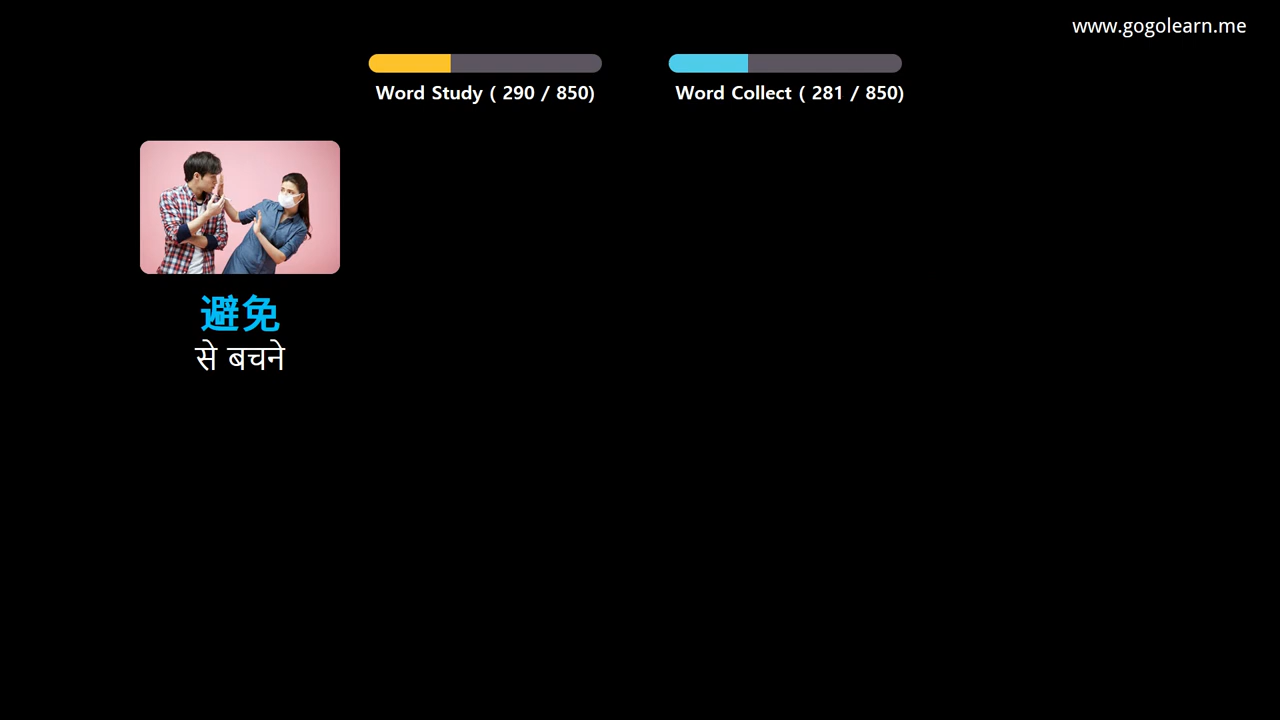 www.gogolearn.me
Word Study ( 290 / 850)
Word Collect ( 281 / 850)
避免
से बचने